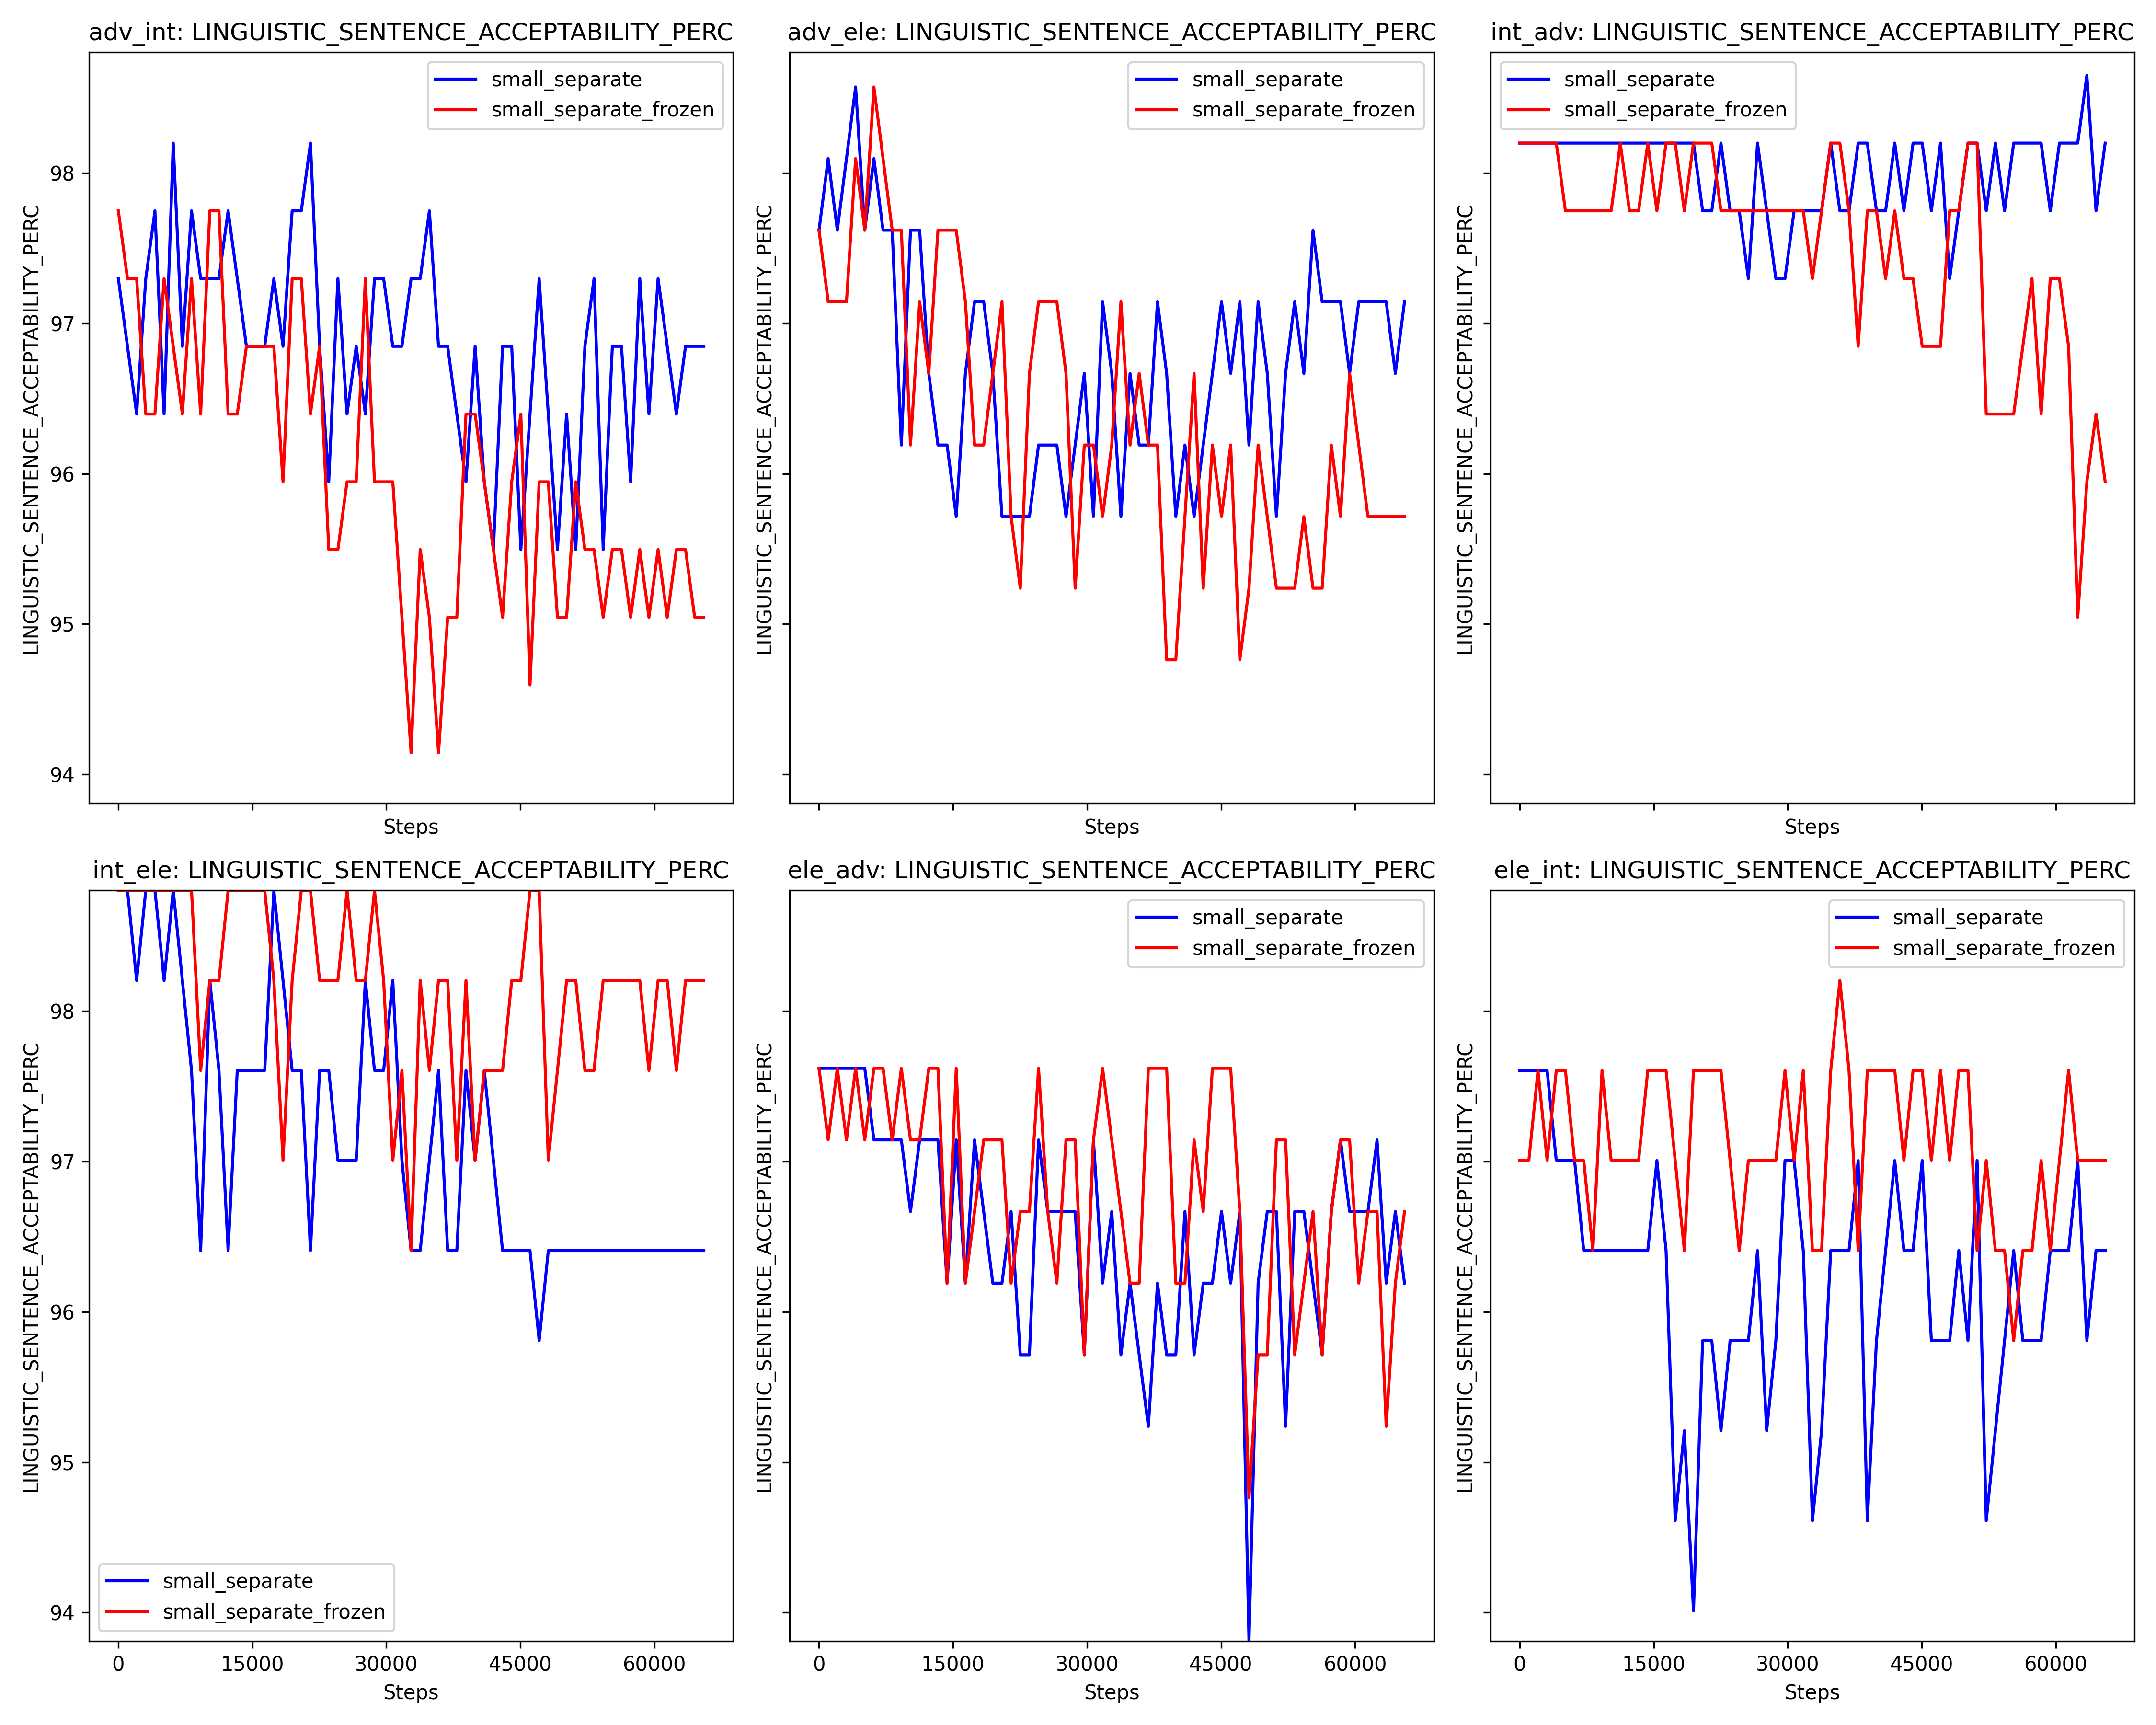 adv_int: LINGUISTIC_SENTENCE_ACCEPTABILITY_PERC
LINGUISTIC_SENTENCE_ACCEPTABILITY_PERC
98
97
96
95
94
small_separate
small_separate_frozen
Steps
adv_ele: LINGUISTIC_SENTENCE_ACCEPTABILITY_PERC
LINGUISTIC_SENTENCE_ACCEPTABILITY_PERC
small_separate
small_separate_frozen
Steps
int_adv: LINGUISTIC_SENTENCE_ACCEPTABILITY_PERC
LINGUISTIC_SENTENCE_ACCEPTABILITY_PERC
small_separate
small_separate_frozen
Steps
int_ele: LINGUISTIC_SENTENCE_ACCEPTABILITY_PERC
LINGUISTIC_SENTENCE_ACCEPTABILITY_PERC
98
97
96
95
94
small_separate
small_separate_frozen
0 15000 30000 45000 60000
Steps
ele_adv: LINGUISTIC_SENTENCE_ACCEPTABILITY_PERC
LINGUISTIC_SENTENCE_ACCEPTABILITY_PERC
small_separate
small_separate_frozen
0 15000 30000 45000 60000
Steps
ele_int: LINGUISTIC_SENTENCE_ACCEPTABILITY_PERC
LINGUISTIC_SENTENCE_ACCEPTABILITY_PERC
small_separate
small_separate_frozen
0 15000 30000 45000 60000
Steps